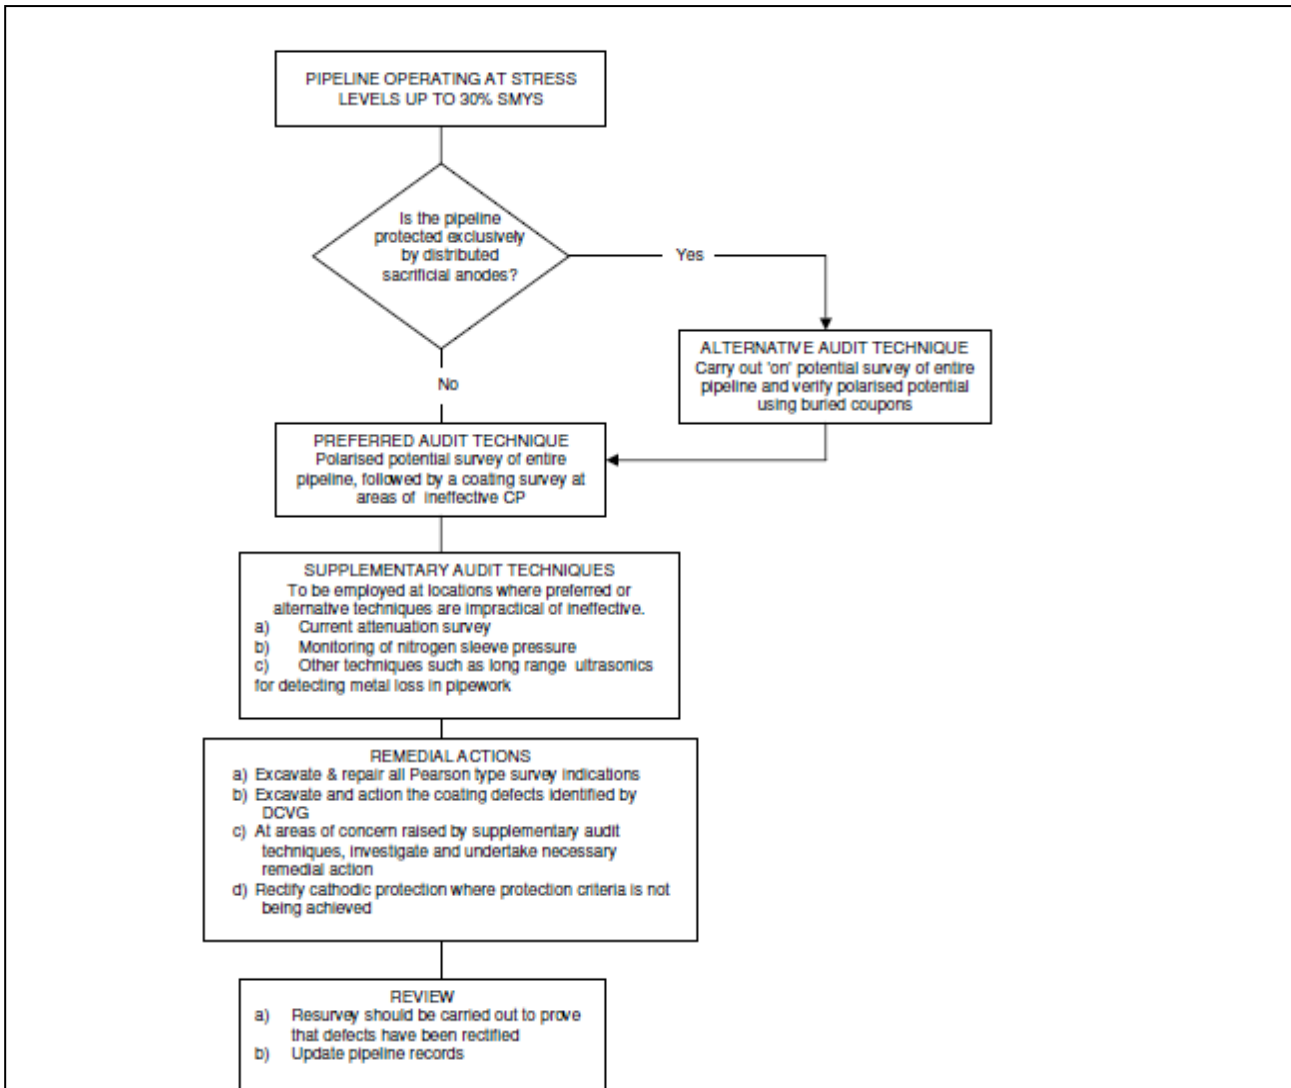 PIPELINE OPERATING AT STRESS
LEVELS UP TO 30% SMYS
Is the pipeline
protected exclusively
by distributed
sacrificial anodes?
Yes
ALTERNATIVE AUDIT TECHNIQUE
Carry out 'on' potential survey of entire
pipeline and verify polarised potential
using buried coupons
No
PREFERRED AUDIT TECHNIQUE
Polarised potential survey of entire
pipeline, followed by a coating survey at
areas of ineffective CP
SUPPLEMENTARY AUDIT TECHNIQUES
To be employed at locations where preferred or
alternative techniques are impractical of ineffective.
a) Current attenuation survey
b) Monitoring of nitrogen sleeve pressure
c) Other techniques such as long range ultrasonics
for detecting metal loss in pipework
REMEDIAL ACTIONS
a) Excavate & repair all Pearson type survey indications
b) Excavate and action the coating defects identified by
DCVG
c) At areas of concern raised by supplementary audit
techniques, investigate and undertake necessary
remedial action
d) Rectify cathodic protection where protection criteria is not
being achieved
REVIEW
a) Resurvey should be carried out to prove
that defects have been rectified
b) Update pipeline records